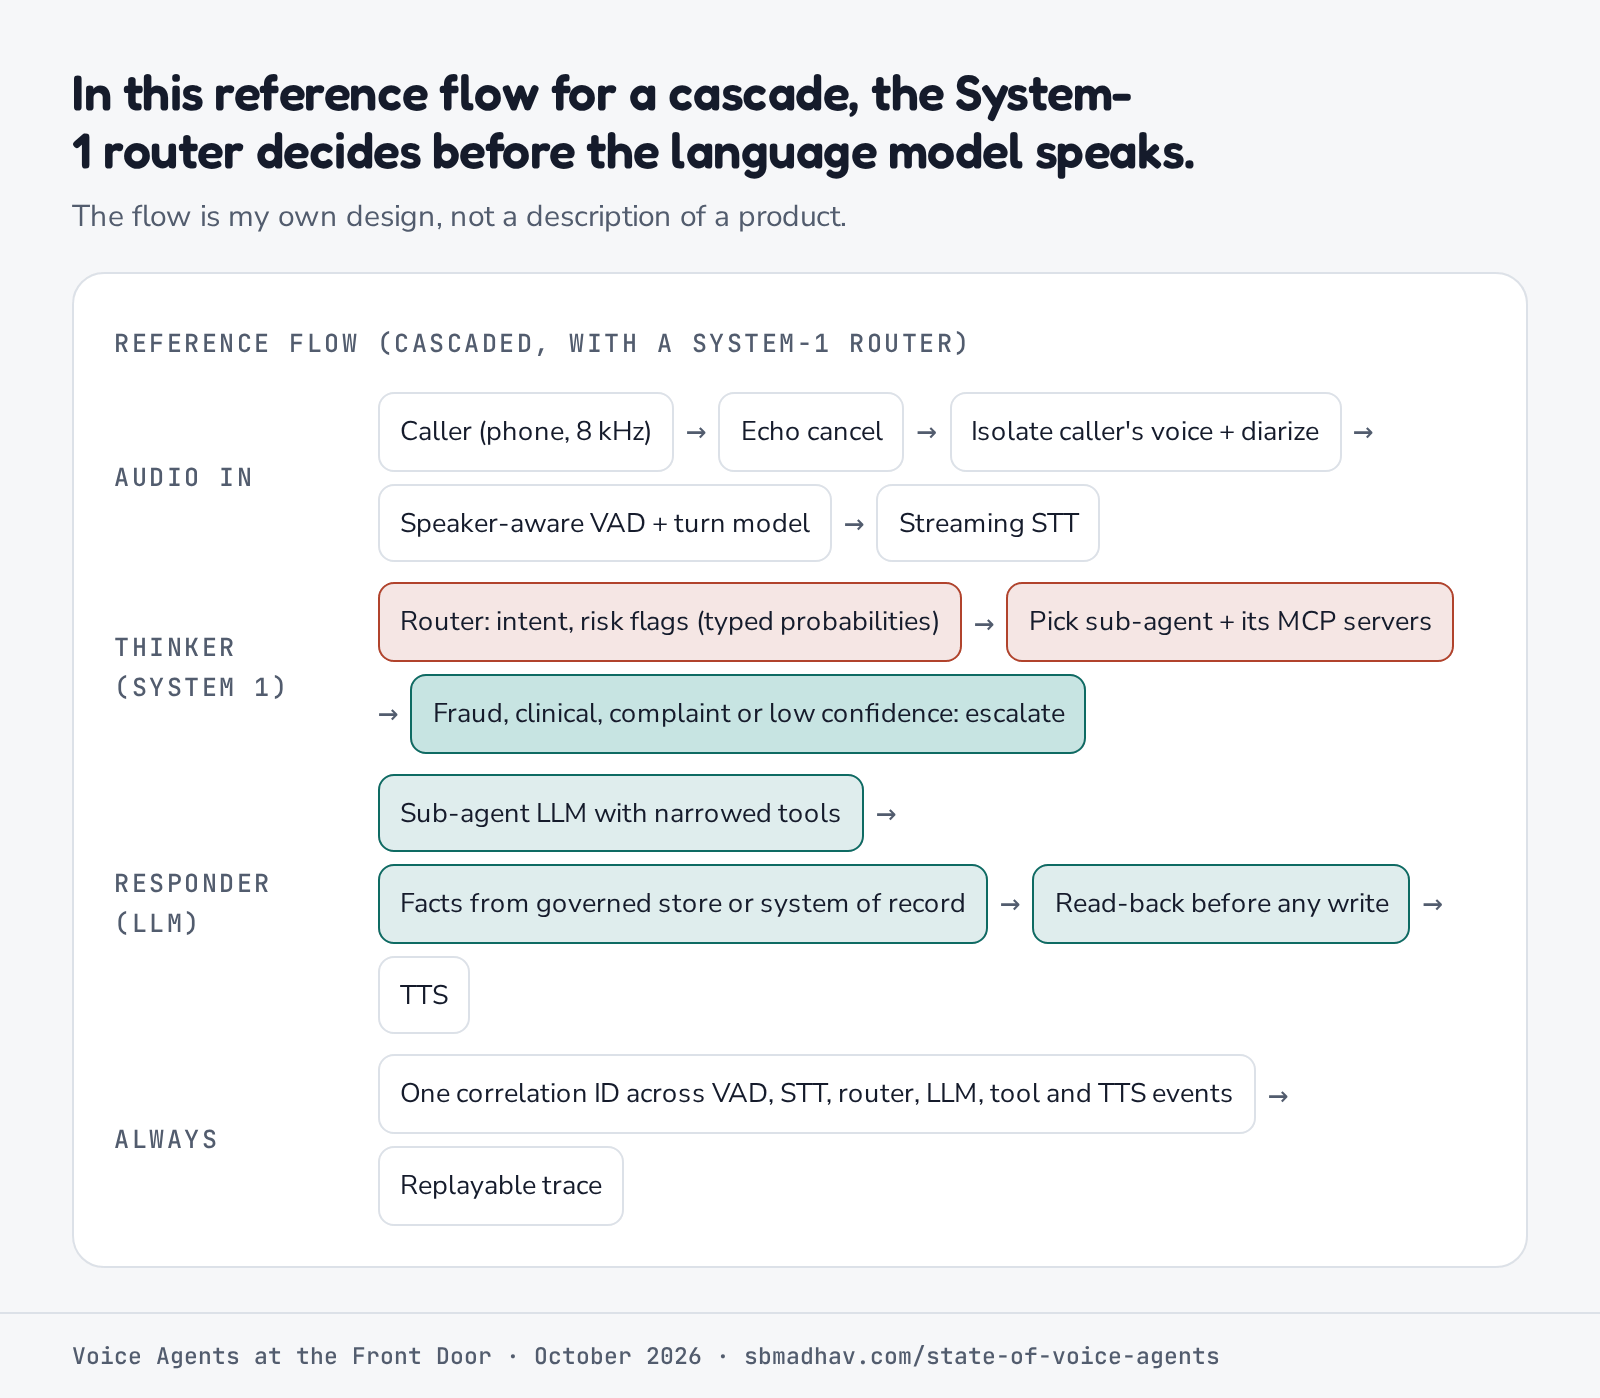 In this reference flow for a cascade, the System-
1 router decides before the language model speaks.
The flow is my own design, not a description of a product.
REFERENCE FLOW (CASCADED, WITH A SYSTEM-1 ROUTER)
AUDIO IN
Caller (phone, 8 kHz) → Echo cancel → Isolate caller's voice + diarize →
Speaker-aware VAD + turn model → Streaming STT
THINKER
(SYSTEM 1)
Router: intent, risk flags (typed probabilities) → Pick sub-agent + its MCP servers
→ Fraud, clinical, complaint or low confidence: escalate
RESPONDER
(LLM)
Sub-agent LLM with narrowed tools →
Facts from governed store or system of record → Read-back before any write →
TTS
ALWAYS
One correlation ID across VAD, STT, router, LLM, tool and TTS events →
Replayable trace
Voice Agents at the Front Door · October 2026 · sbmadhav.com/state-of-voice-agents